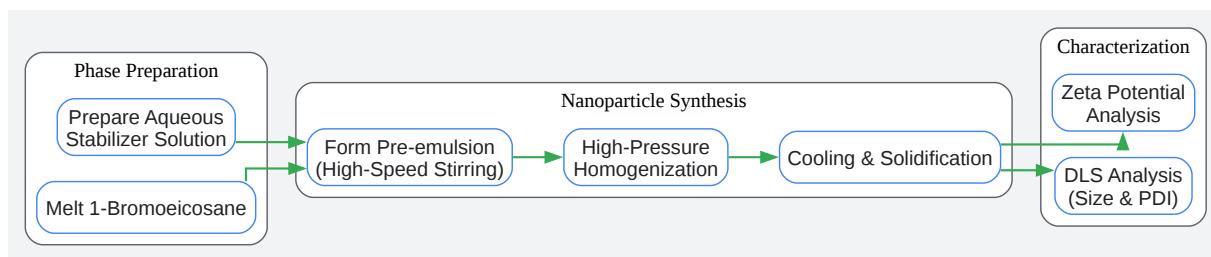 Phase Preparation
Prepare Aqueous
Stabilizer Solution
Melt 1-Bromoeicosane
Nanoparticle Synthesis
Form Pre-emulsion
(High-Speed Stirring)
High-Pressure
Homogenization
Cooling & Solidification
Characterization
Zeta Potential
Analysis
DLS Analysis
(Size & PDI)